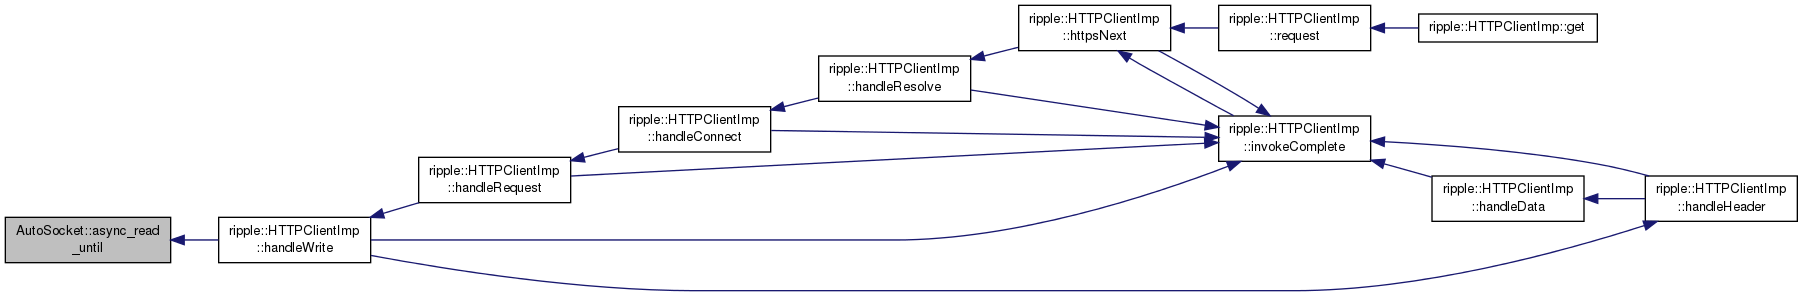 ripple::HTTPClientImp
::httpsNext
ripple::HTTPClientImp
::request
ripple::HTTPClientImp::get
ripple::HTTPClientImp
::handleResolve
ripple::HTTPClientImp
::handleConnect
ripple::HTTPClientImp
::invokeComplete
ripple::HTTPClientImp
::handleRequest
ripple::HTTPClientImp
::handleData
ripple::HTTPClientImp
::handleHeader
AutoSocket::async_read
_until
ripple::HTTPClientImp
::handleWrite